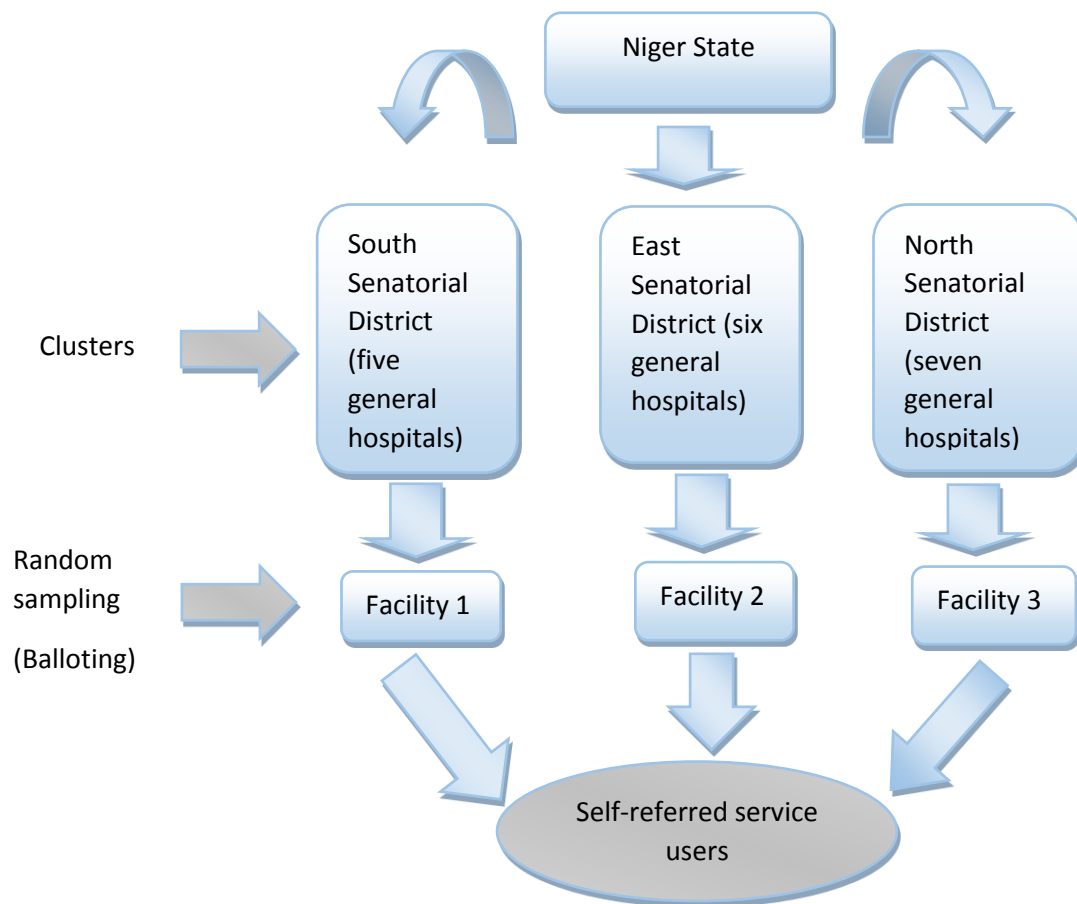 Niger State
South
Senatorial
District
(five
general
hospitals)
East
Senatorial
District (six
general
hospitals)
North
Senatorial
District
(seven
general
hospitals)
Clusters
Random
sampling
(Balloting)
Facility 1
Facility 2
Facility 3
Self-referred service
users